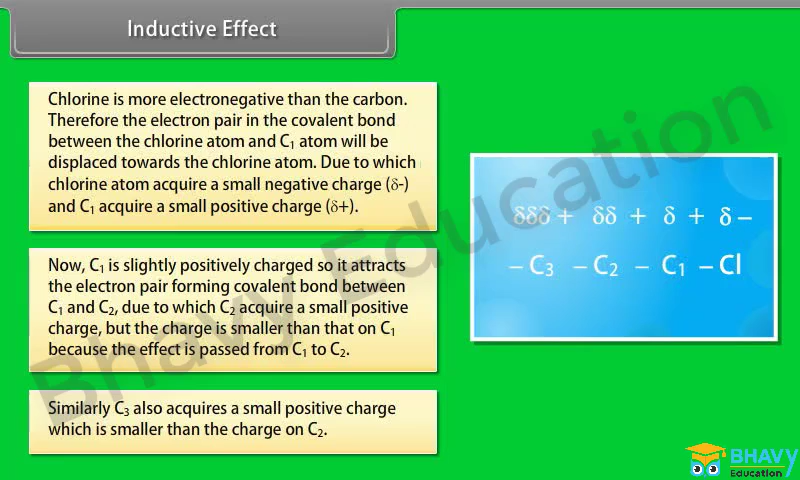 Inductive Effect
Chlorine is more electronegative than the carbon.
Therefore the electron pair in the covalent bond
between the chlorine atom and C₁ atom will be
displaced towards the chlorine atom. Due to which
chlorine atom acquire a small negative charge (δ-)
and C₁ acquire a small positive charge (δ+).
Now, C₁ is slightly positively charged so it attracts
the electron pair forming covalent bond between
C₁ and C₂, due to which C₂ acquire a small positive
charge, but the charge is smaller than that on C₁
because the effect is passed from C₁ to C₂.
Similarly C₃ also acquires a small positive charge
which is smaller than the charge on C₂.
δδδ + δδ + δ + δ –
– C₃ – C₂ – C₁ – Cl
Bhavy Education
BHAVY
Education